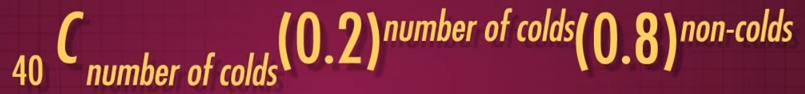 40 C number of colds (0.2) number of colds (0.8) non-colds